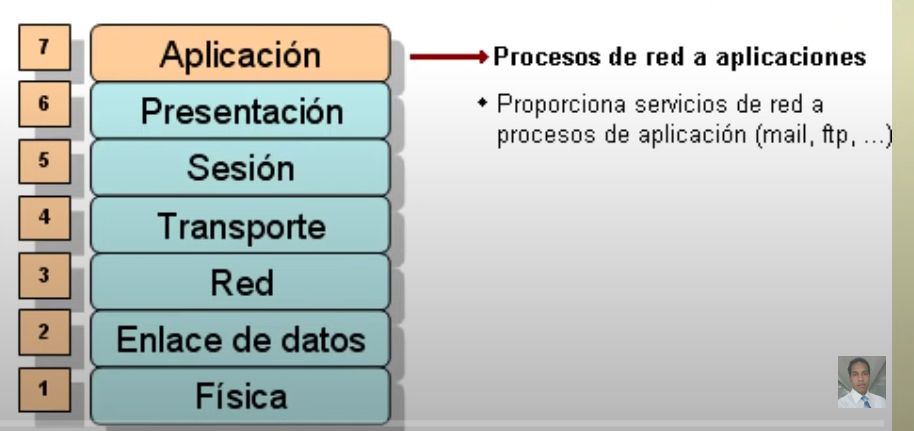 7 Aplicación
6 Presentación
5 Sesión
4 Transporte
3 Red
2 Enlace de datos
1 Física
Procesos de red a aplicaciones
Proporciona servicios de red a
procesos de aplicación (mail, ftp, ...)